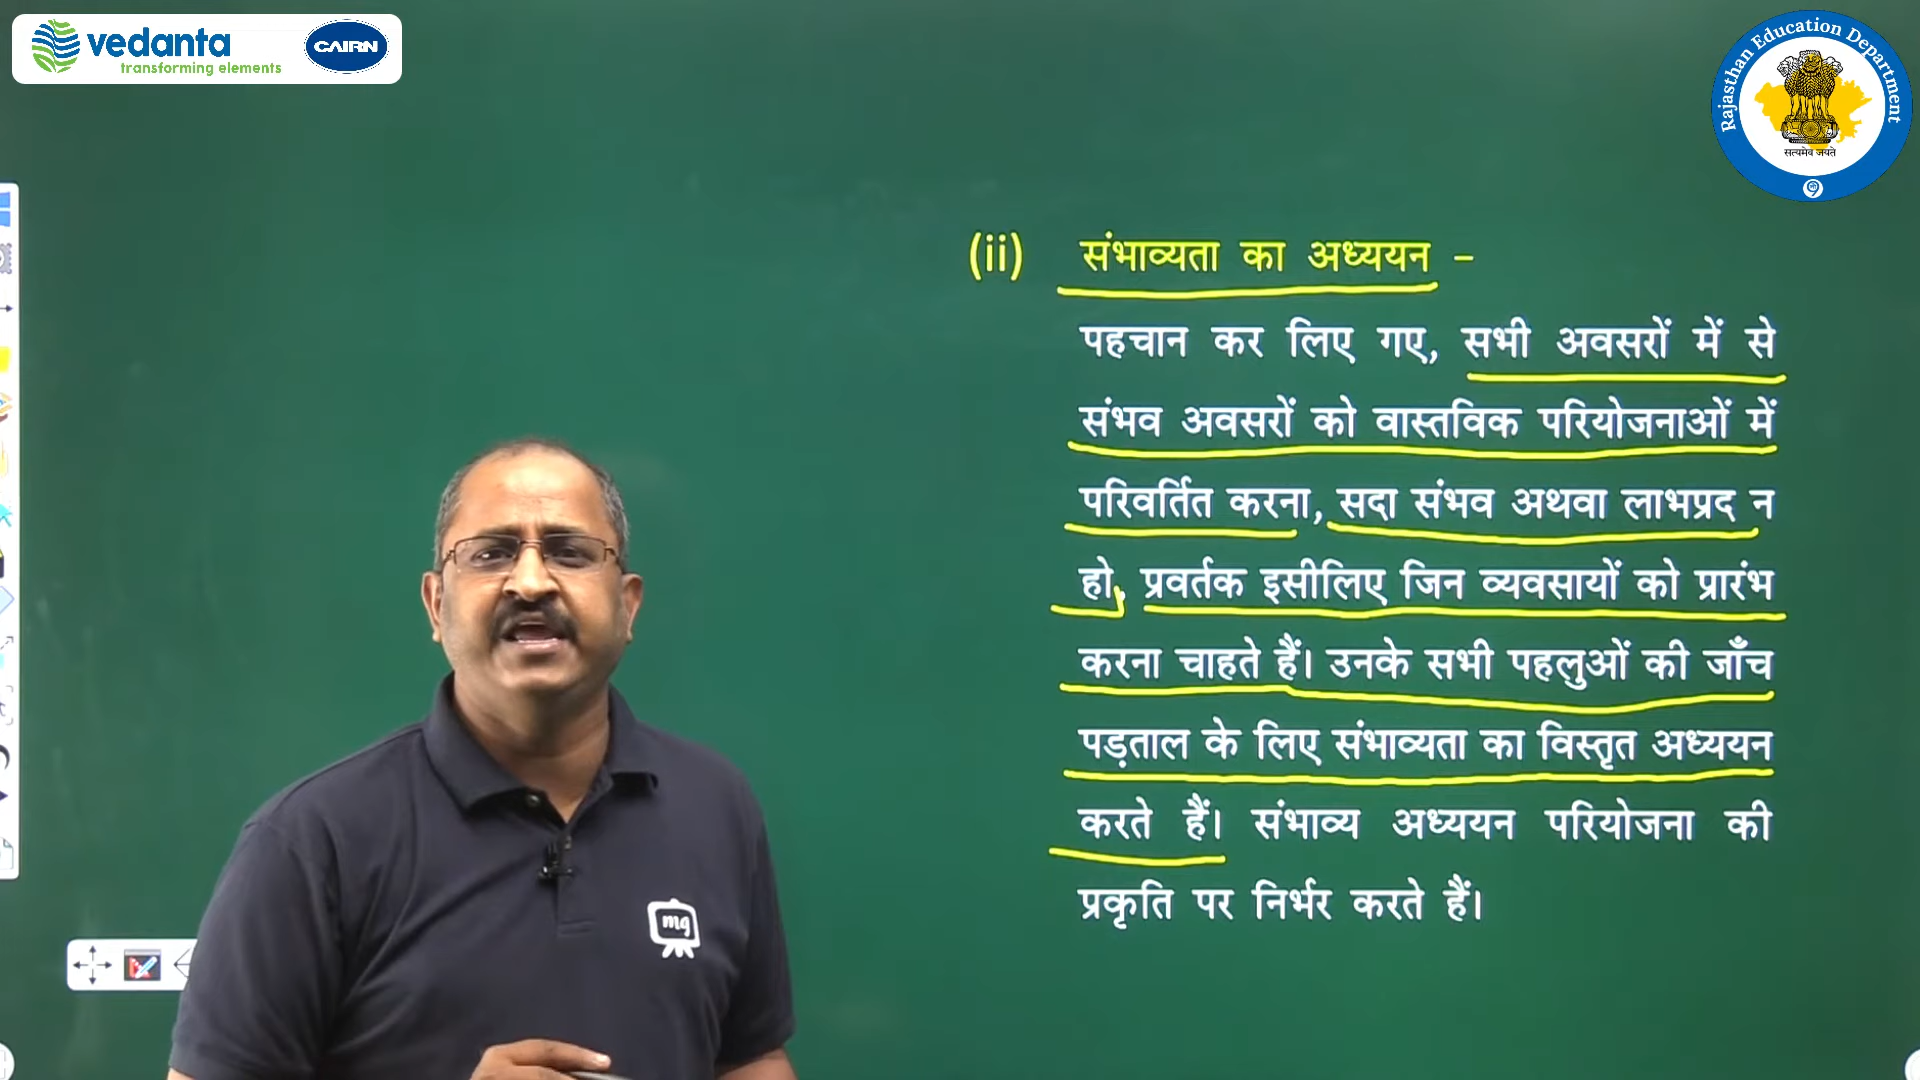 vedanta
transforming elements
CAIRN
Rajasthan Education Department
सत्यमेव जयते
(ii) संभाव्यता का अध्ययन –
पहचान कर लिए गए, सभी अवसरों में से
संभव अवसरों को वास्तविक परियोजनाओं में
परिवर्तित करना, सदा संभव अथवा लाभप्रद न
हो, प्रवर्तक इसीलिए जिन व्यवसायों को प्रारंभ
करना चाहते हैं। उनके सभी पहलुओं की जाँच
पड़ताल के लिए संभाव्यता का विस्तृत अध्ययन
करते हैं। संभाव्य अध्ययन परियोजना की
प्रकृति पर निर्भर करते हैं।
mg